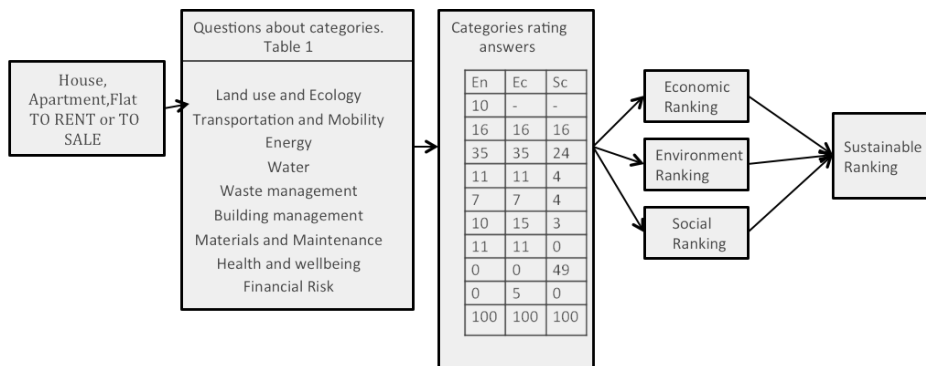 House,
Apartment,Flat
TO RENT or TO
SALE
Questions about categories.
Table 1
Land use and Ecology
Transportation and Mobility
Energy
Water
Waste management
Building management
Materials and Maintenance
Health and wellbeing
Financial Risk
Categories rating
answers
En Ec Sc
10 - -
16 16 16
35 35 24
11 11 4
7 7 4
10 15 3
11 11 0
0 0 49
0 5 0
100 100 100
Economic
Ranking
Environment
Ranking
Social
Ranking
Sustainable
Ranking